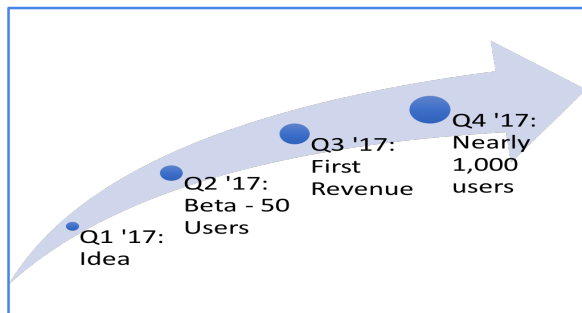 Q1 '17:
Idea
Q2 '17:
Beta - 50
Users
Q3 '17:
First
Revenue
Q4 '17:
Nearly
1,000
users